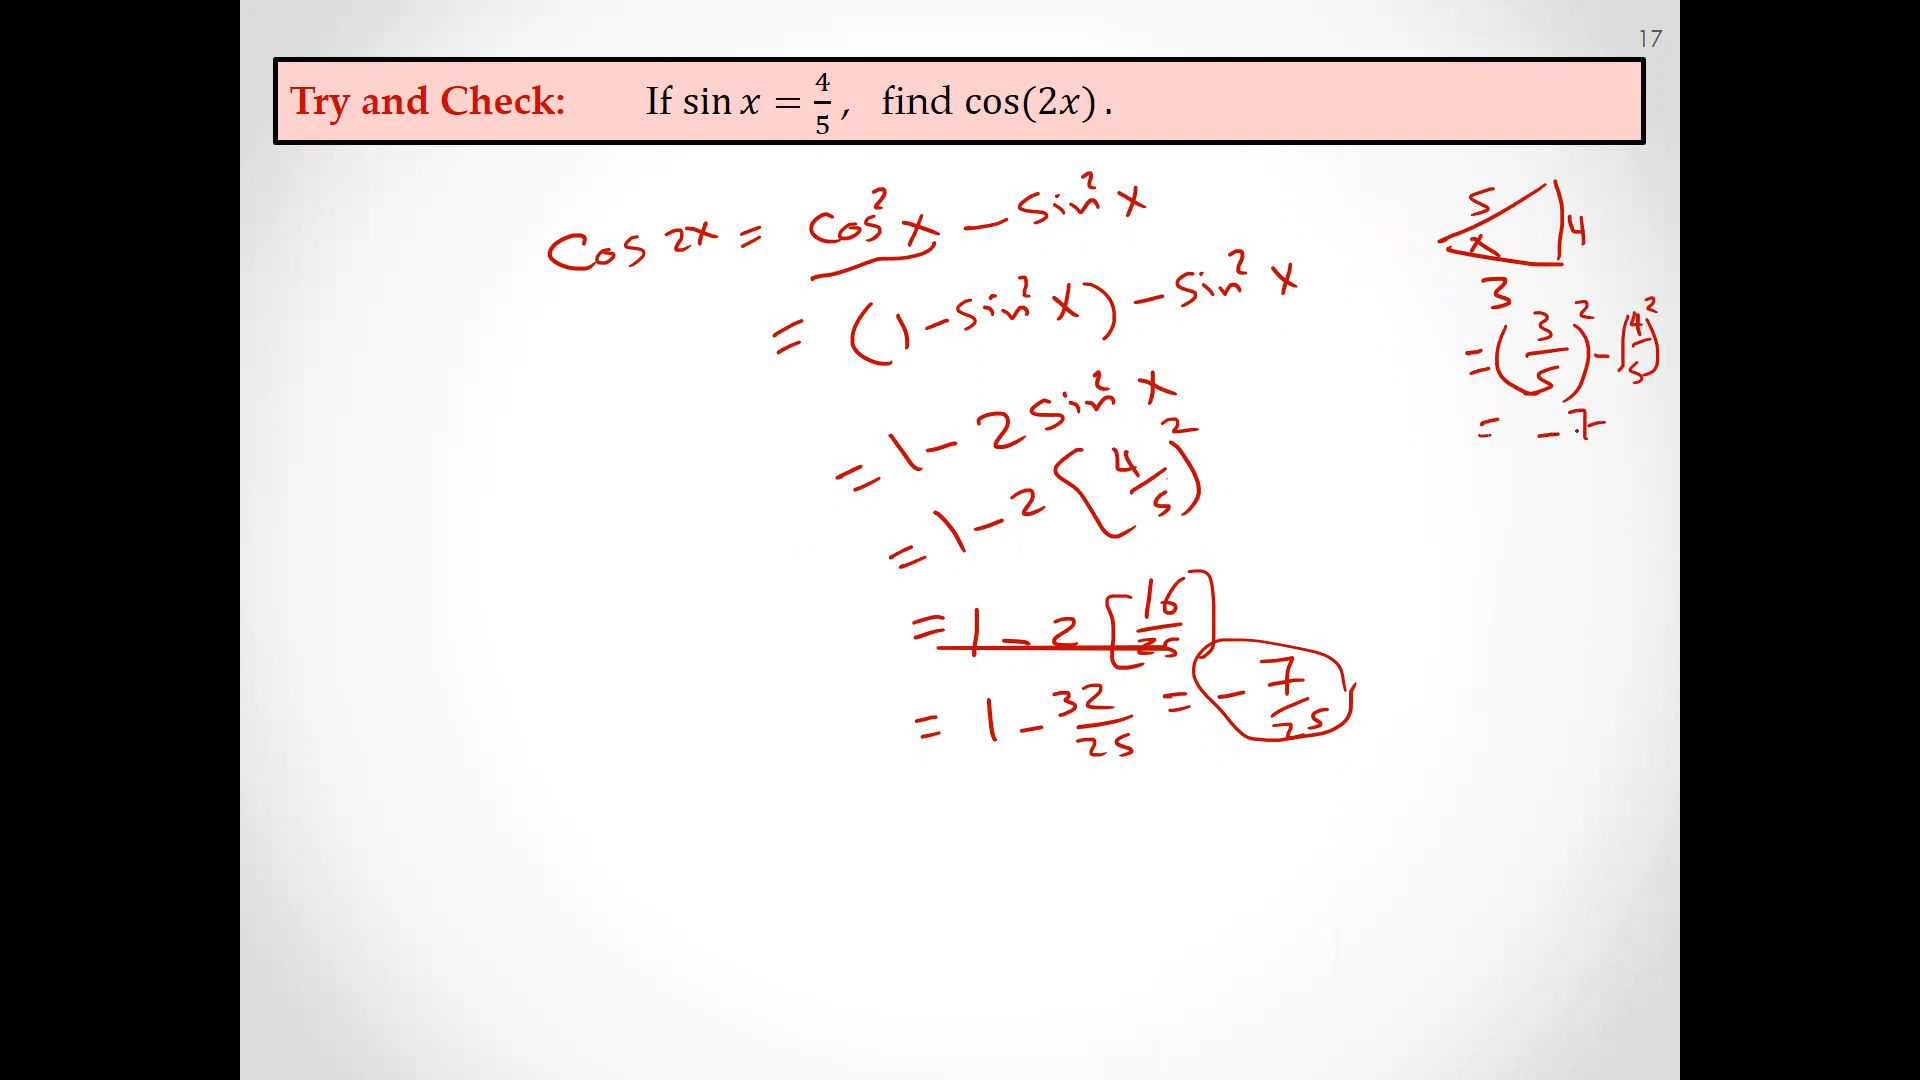 17
Try and Check: If sin x = 4/5, find cos(2x).
Cos 2x = cos² x - sin² x
= (1 - sin² x) - sin² x
= 1 - 2 sin² x
= 1 - 2 [4/5)²
= 1 - 2 [16/25]
= 1 - 32/25 = - 7/25
5
4
x
3
= (3/5)² - (4/5)²
= - 7